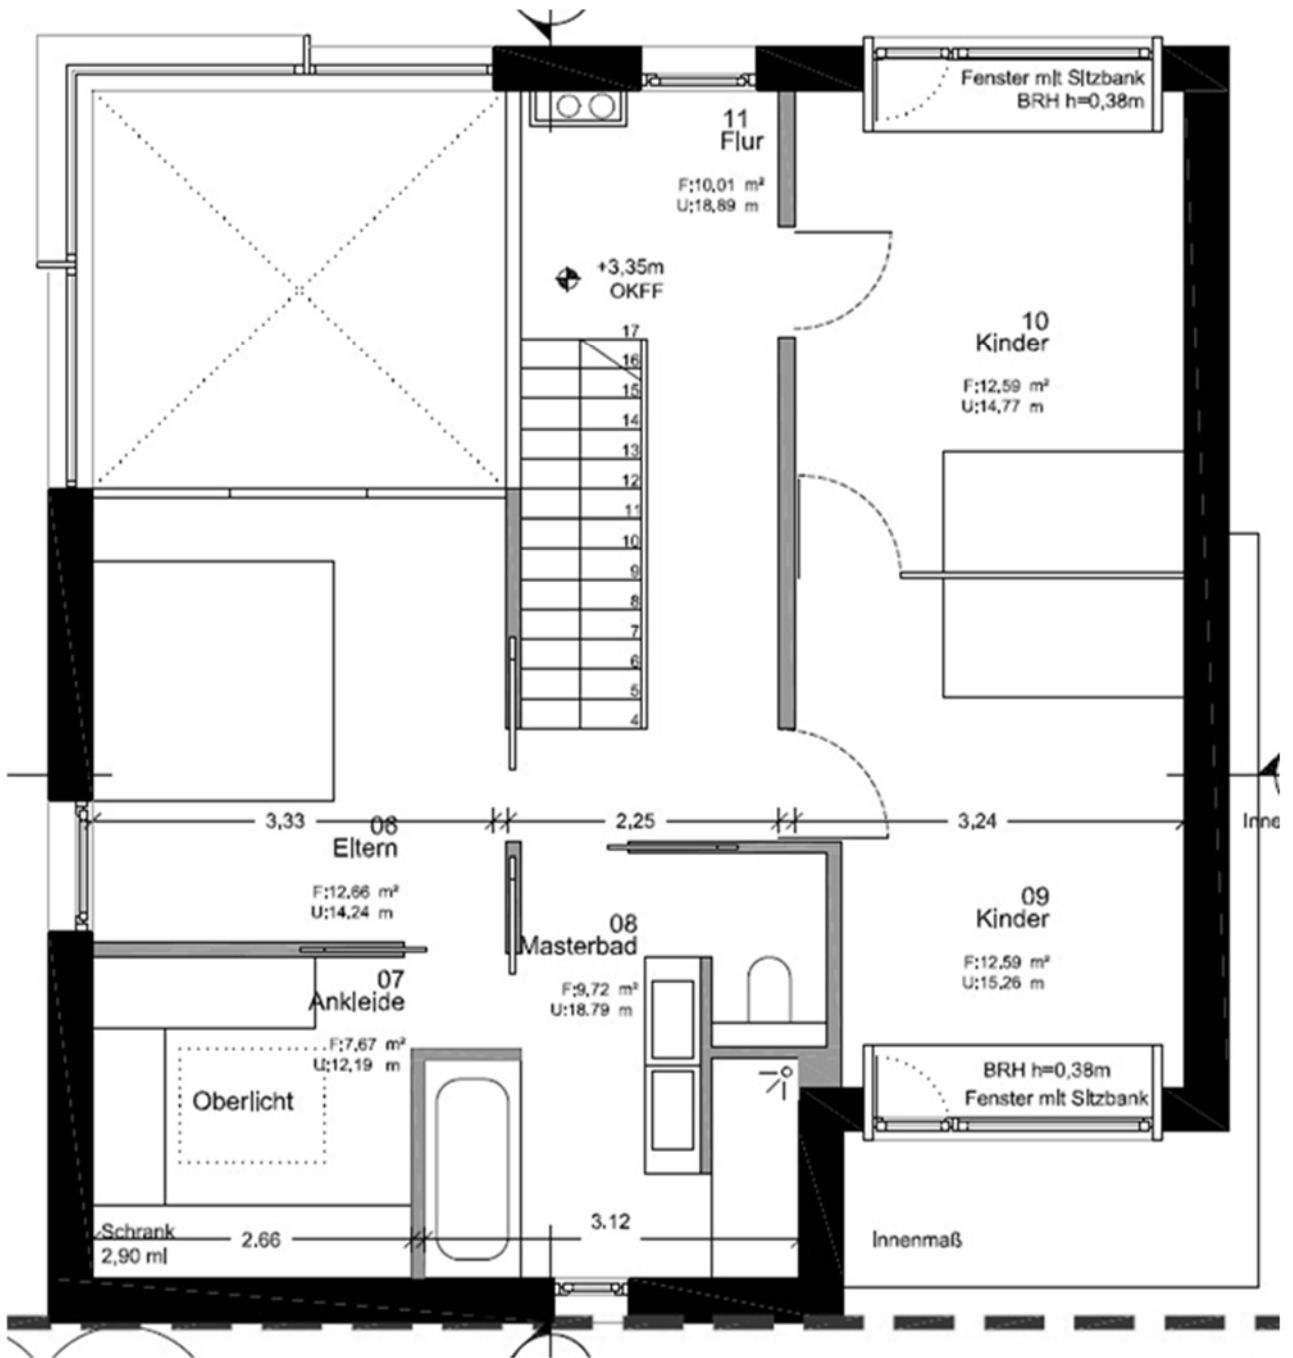 Fenster mit Sitzbank
BRH h=0,38m
11
Flur
F:10,01 m²
U:18,89 m
+3,35m
OKFF
10
Kinder
F:12,59 m²
U:14,77 m
17
16
15
14
13
12
11
10
9
8
7
6
5
4
3,33
2,25
3,24
Inne
06
Eltern
F:12,66 m²
U:14,24 m
09
Kinder
F:12,59 m²
U:15,26 m
08
Masterbad
F:9,72 m²
U:18,79 m
07
Ankleide
F:7,67 m²
U:12,19 m
Oberlicht
BRH h=0,38m
Fenster mit Sitzbank
Schrank
2,90 ml
2.66
3.12
Innenmaß